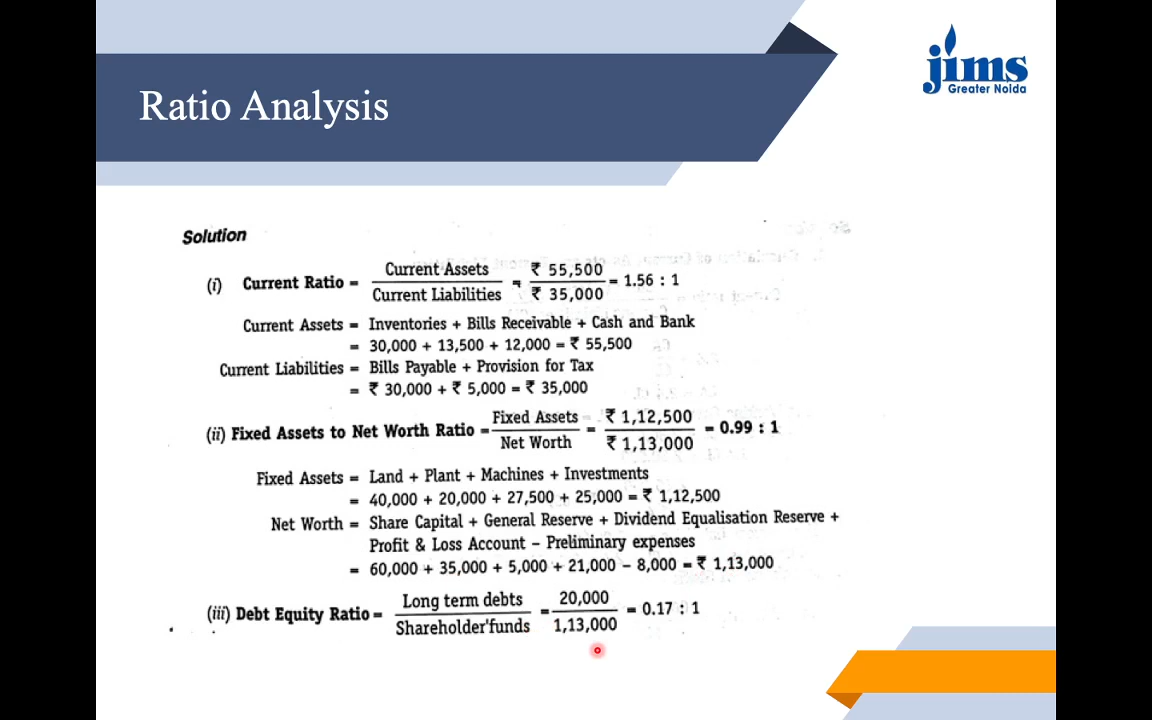 jims
Greater Noida
Ratio Analysis
Solution
(i) Current Ratio = Current Assets / Current Liabilities = ₹ 55,500 / ₹ 35,000 = 1.56 : 1
Current Assets = Inventories + Bills Receivable + Cash and Bank
= 30,000 + 13,500 + 12,000 = ₹ 55,500
Current Liabilities = Bills Payable + Provision for Tax
= ₹ 30,000 + ₹ 5,000 = ₹ 35,000
(ii) Fixed Assets to Net Worth Ratio = Fixed Assets / Net Worth = ₹ 1,12,500 / ₹ 1,13,000 = 0.99 : 1
Fixed Assets = Land + Plant + Machines + Investments
= 40,000 + 20,000 + 27,500 + 25,000 = ₹ 1,12,500
Net Worth = Share Capital + General Reserve + Dividend Equalisation Reserve +
Profit & Loss Account – Preliminary expenses
= 60,000 + 35,000 + 5,000 + 21,000 – 8,000 = ₹ 1,13,000
(iii) Debt Equity Ratio = Long term debts / Shareholder'funds = 20,000 / 1,13,000 = 0.17 : 1